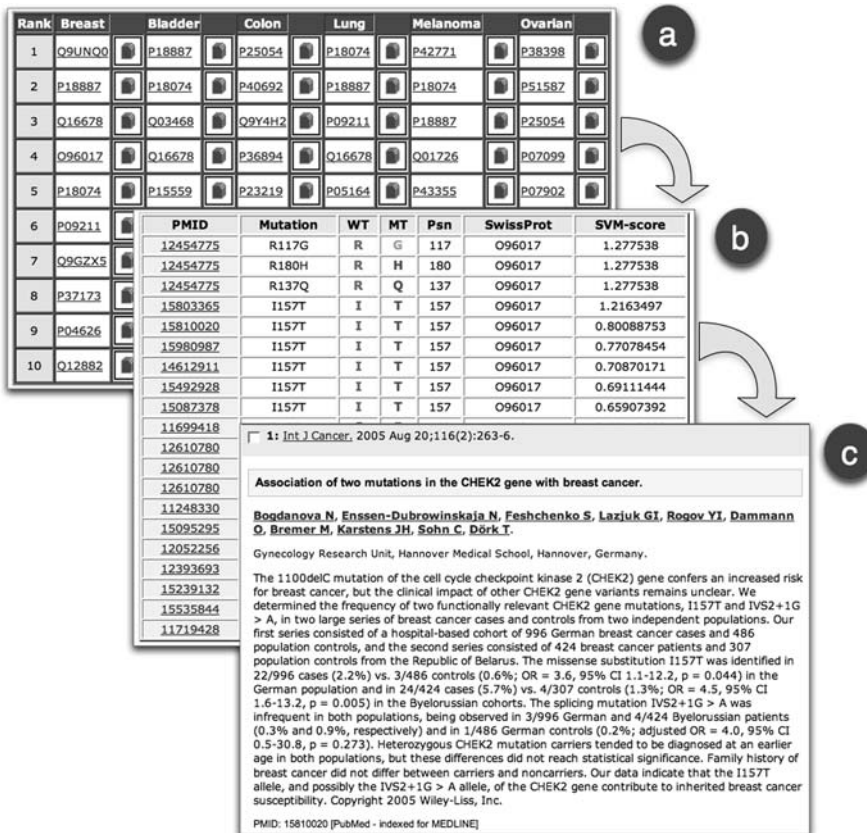 Rank Breast Bladder Colon Lung Melanoma Ovarian
1 Q9UNQ0 P18887 P25054 P18074 P42771 P38398
2 P18887 P18074 P40692 P18887 P18074 P51587
3 Q16678 Q03468 Q9Y4H2 P09211 P18887 P25054
4 O96017 Q16678 P36894 Q16678 Q01726 P07099
5 P18074 P15559 P23219 P05164 P43355 P07902
6 P09211
7 Q9GZX5
8 P37173
9 P04626
10 Q12882
a
PMID Mutation WT MT Psn SwissProt SVM-score
12454775 R117G R G 117 O96017 1.277538
12454775 R180H R H 180 O96017 1.277538
12454775 R137Q R Q 137 O96017 1.277538
15803365 I157T I T 157 O96017 1.2163497
15810020 I157T I T 157 O96017 0.80088753
15980987 I157T I T 157 O96017 0.77078454
14612911 I157T I T 157 O96017 0.70870171
15492928 I157T I T 157 O96017 0.69111444
15087378 I157T I T 157 O96017 0.65907392
11699418
12610780
12610780
12610780
11248330
15095295
12052256
12393693
15239132
15535844
11719428
b
1: Int J Cancer. 2005 Aug 20;116(2):263-6.
Association of two mutations in the CHEK2 gene with breast cancer.
Bogdanova N, Enssen-Dubrowinskaja N, Feshchenko S, Lazjuk GI, Rogov YI, Dammann
O, Bremer M, Karstens JH, Sohn C, Dörk T.
Gynecology Research Unit, Hannover Medical School, Hannover, Germany.
The 1100delC mutation of the cell cycle checkpoint kinase 2 (CHEK2) gene confers an increased risk
for breast cancer, but the clinical impact of other CHEK2 gene variants remains unclear. We
determined the frequency of two functionally relevant CHEK2 gene mutations, I157T and IVS2+1G
> A, in two large series of breast cancer cases and controls from two independent populations. Our
first series consisted of a hospital-based cohort of 996 German breast cancer cases and 486
population controls, and the second series consisted of 424 breast cancer patients and 307
population controls from the Republic of Belarus. The missense substitution I157T was identified in
22/996 cases (2.2%) vs. 3/486 controls (0.6%; OR = 3.6, 95% CI 1.1-12.2, p = 0.044) in the
German population and in 24/424 cases (5.7%) vs. 4/307 controls (1.3%; OR = 4.5, 95% CI
1.6-13.2, p = 0.005) in the Byelorussian cohorts. The splicing mutation IVS2+1G > A was
infrequent in both populations, being observed in 3/996 German and 4/424 Byelorussian patients
(0.3% and 0.9%, respectively) and in 1/486 German controls (0.2%; adjusted OR = 4.0, 95% CI
0.5-30.8, p = 0.273). Heterozygous CHEK2 mutation carriers tended to be diagnosed at an earlier
age in both populations, but these differences did not reach statistical significance. Family history of
breast cancer did not differ between carriers and noncarriers. Our data indicate that the I157T
allele, and possibly the IVS2+1G > A allele, of the CHEK2 gene contribute to inherited breast cancer
susceptibility. Copyright 2005 Wiley-Liss, Inc.
PMID: 15810020 [PubMed - indexed for MEDLINE]
c